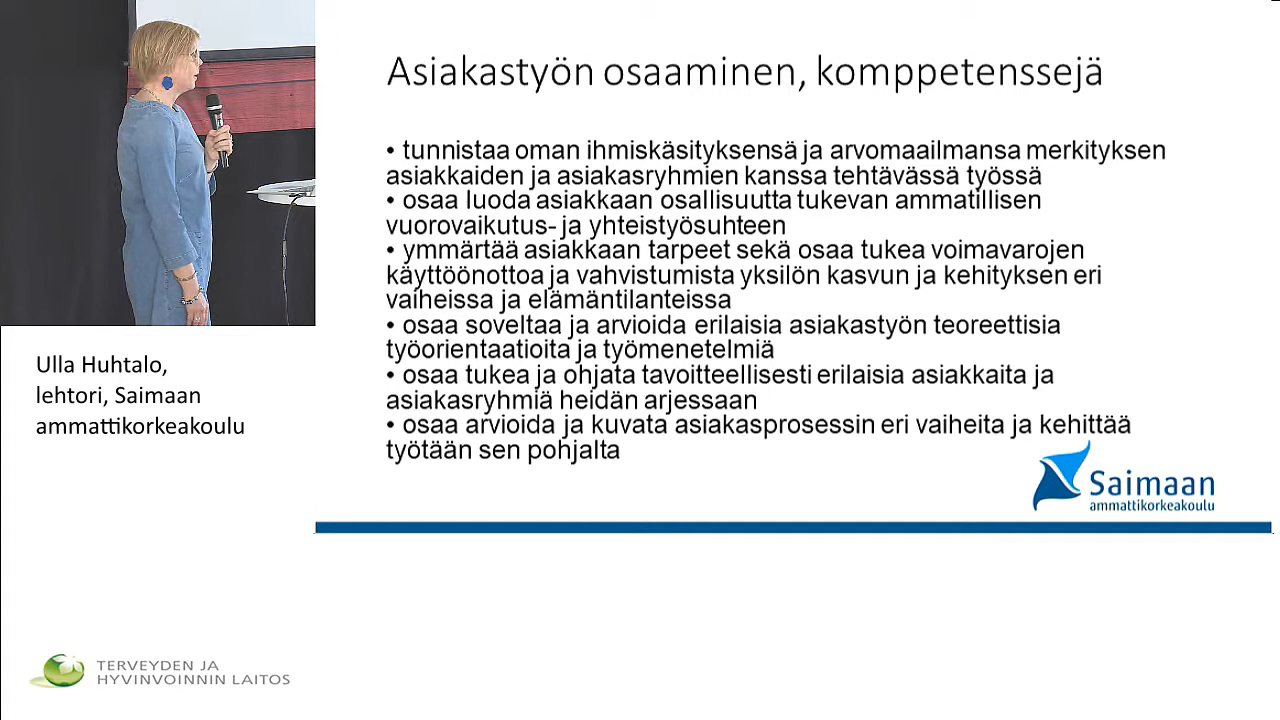 Asiakastyön osaaminen, komppetenssejä
• tunnistaa oman ihmiskäsityksensä ja arvomaailmansa merkityksen
asiakkaiden ja asiakasryhmien kanssa tehtävässä työssä
• osaa luoda asiakkaan osallisuutta tukevan ammatillisen
vuorovaikutus- ja yhteistyösuhteen
• ymmärtää asiakkaan tarpeet sekä osaa tukea voimavarojen
käyttöönottoa ja vahvistumista yksilön kasvun ja kehityksen eri
vaiheissa ja elämäntilanteissa
• osaa soveltaa ja arvioida erilaisia asiakastyön teoreettisia
työorientaatioita ja työmenetelmiä
• osaa tukea ja ohjata tavoitteellisesti erilaisia asiakkaita ja
asiakasryhmiä heidän arjessaan
• osaa arvioida ja kuvata asiakasprosessin eri vaiheita ja kehittää
työtään sen pohjalta
Saimaan
ammattikorkeakoulu
Ulla Huhtalo,
lehtori, Saimaan
ammattikorkeakoulu
TERVEYDEN JA
HYVINVOINNIN LAITOS